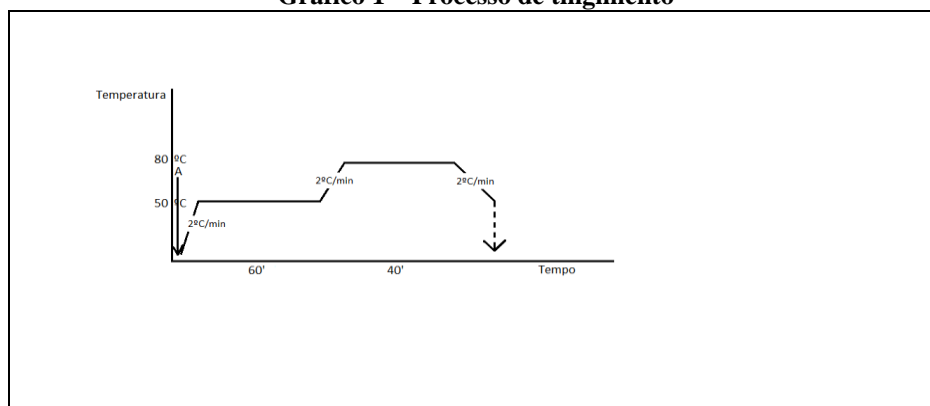 Gráfico 1 – Processo de tingimento
Temperatura
80 ºC
A
2ºC/min
2ºC/min
50 ºC
2ºC/min
60'
40'
Tempo